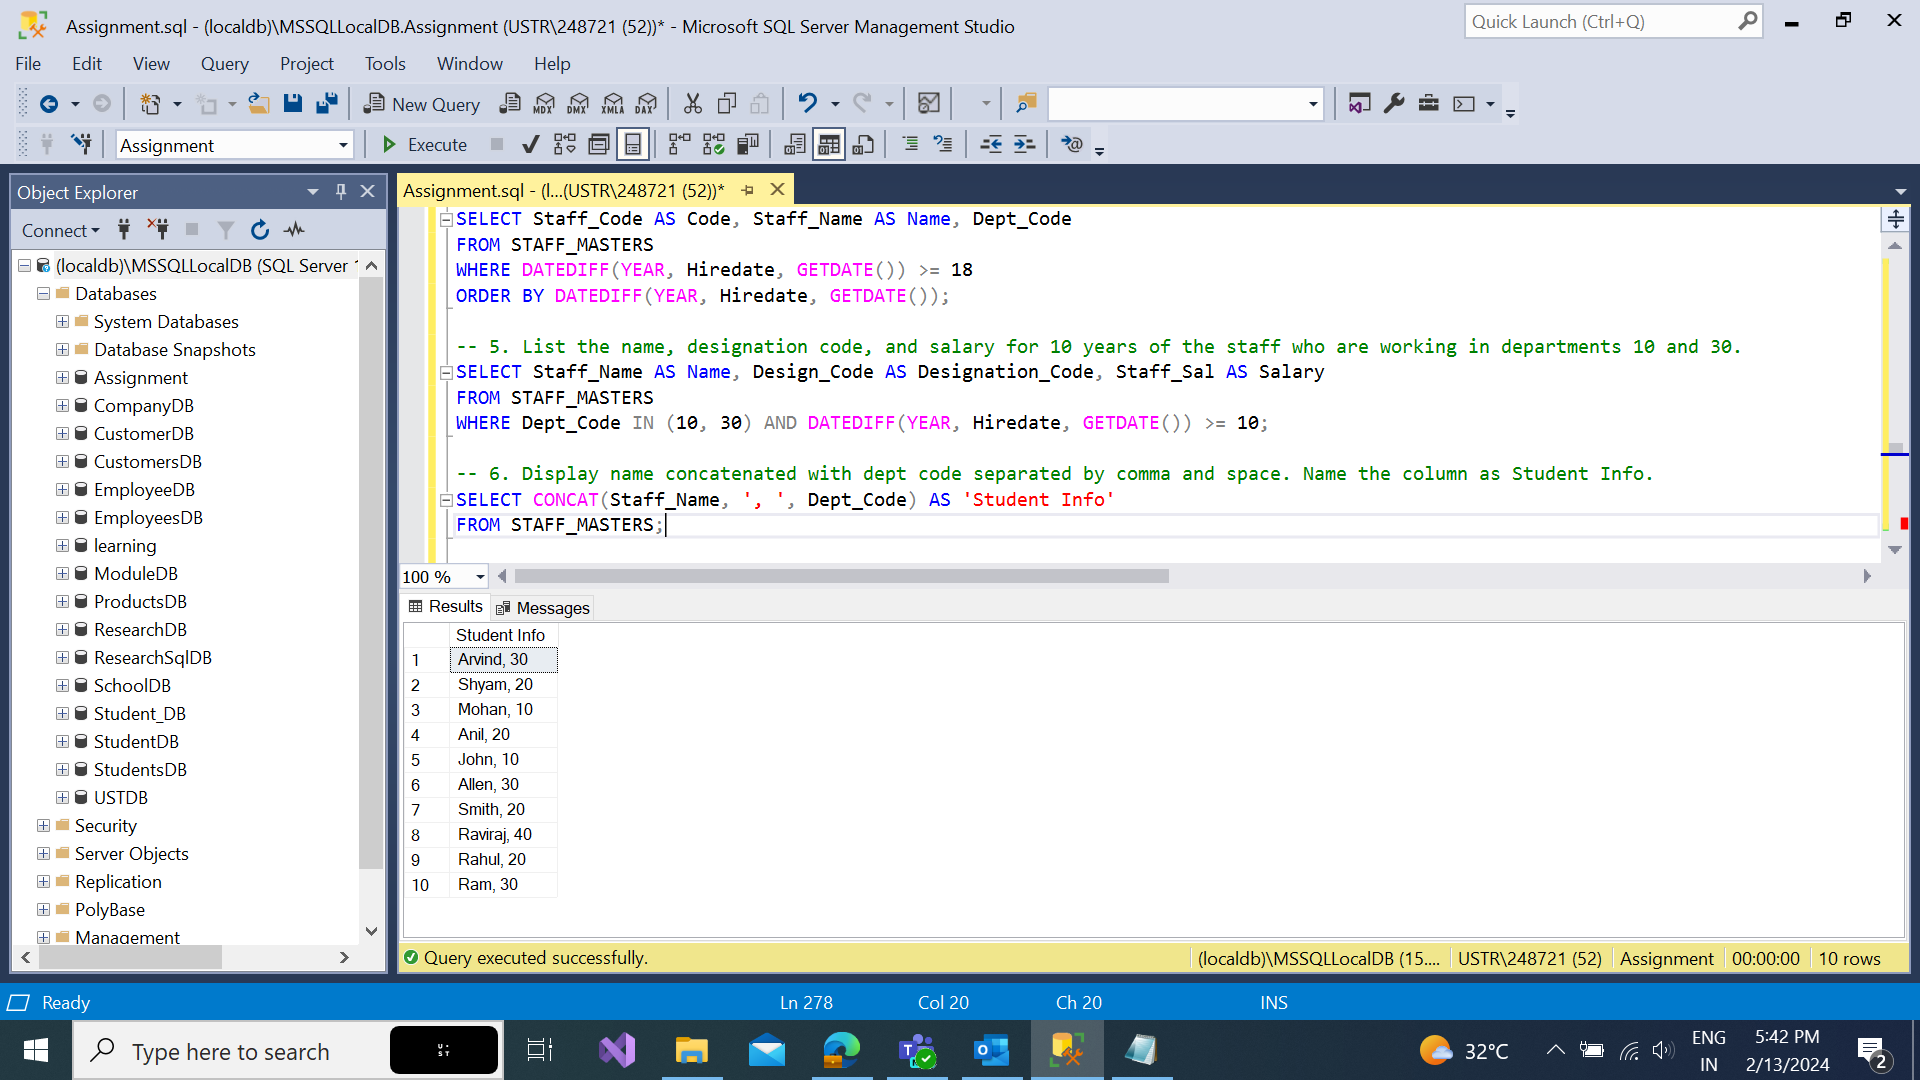 Assignment.sql - (localdb)\MSSQLLocalDB.Assignment (USTR\248721 (52))* - Microsoft SQL Server Management Studio
Quick Launch (Ctrl+Q)
File Edit View Query Project Tools Window Help
New Query MDX DMX XMLA DAX
Assignment Execute
Object Explorer
Connect
(localdb)\MSSQLLocalDB (SQL Server 1
Databases
System Databases
Database Snapshots
Assignment
CompanyDB
CustomerDB
CustomersDB
EmployeeDB
EmployeesDB
learning
ModuleDB
ProductsDB
ResearchDB
ResearchSqlDB
SchoolDB
Student_DB
StudentDB
StudentsDB
USTDB
Security
Server Objects
Replication
PolyBase
Management
Assignment.sql - (l...(USTR\248721 (52))*
SELECT Staff_Code AS Code, Staff_Name AS Name, Dept_Code
FROM STAFF_MASTERS
WHERE DATEDIFF(YEAR, Hiredate, GETDATE()) >= 18
ORDER BY DATEDIFF(YEAR, Hiredate, GETDATE());
-- 5. List the name, designation code, and salary for 10 years of the staff who are working in departments 10 and 30.
SELECT Staff_Name AS Name, Design_Code AS Designation_Code, Staff_Sal AS Salary
FROM STAFF_MASTERS
WHERE Dept_Code IN (10, 30) AND DATEDIFF(YEAR, Hiredate, GETDATE()) >= 10;
-- 6. Display name concatenated with dept code separated by comma and space. Name the column as Student Info.
SELECT CONCAT(Staff_Name, ', ', Dept_Code) AS 'Student Info'
FROM STAFF_MASTERS;
100 %
Results Messages
Student Info
1 Arvind, 30
2 Shyam, 20
3 Mohan, 10
4 Anil, 20
5 John, 10
6 Allen, 30
7 Smith, 20
8 Raviraj, 40
9 Rahul, 20
10 Ram, 30
Query executed successfully. (localdb)\MSSQLLocalDB (15.... USTR\248721 (52) Assignment 00:00:00 10 rows
Ready Ln 278 Col 20 Ch 20 INS
Type here to search
32°C
ENG
IN
5:42 PM
2/13/2024
2